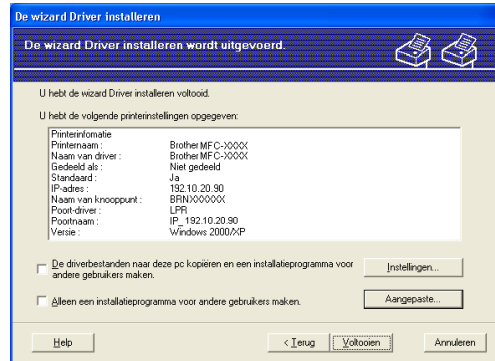 De wizard Driver installeren
De wizard Driver installeren wordt uitgevoerd.
U hebt de wizard Driver installeren voltooid.
U hebt de volgende printerinstellingen opgegeven:
Printerinfomatie
Printernaam : Brother MFC-XXXX
Naam van driver : Brother MFC-XXXX
Gedeeld als : Niet gedeeld
Standaard : Ja
IP-adres : 192.10.20.90
Naam van knooppunt : BRNXXXXXX
Poort-driver : LPR
Poortnaam : IP_ 192.10.20.90
Versie : Windows 2000/XP
De driverbestanden naar deze pc kopiëren en een installatieprogramma voor
andere gebruikers maken.
Instellingen...
Alleen een installatieprogramma voor andere gebruikers maken.
Aangepaste...
Help
< Terug
Voltooien
Annuleren